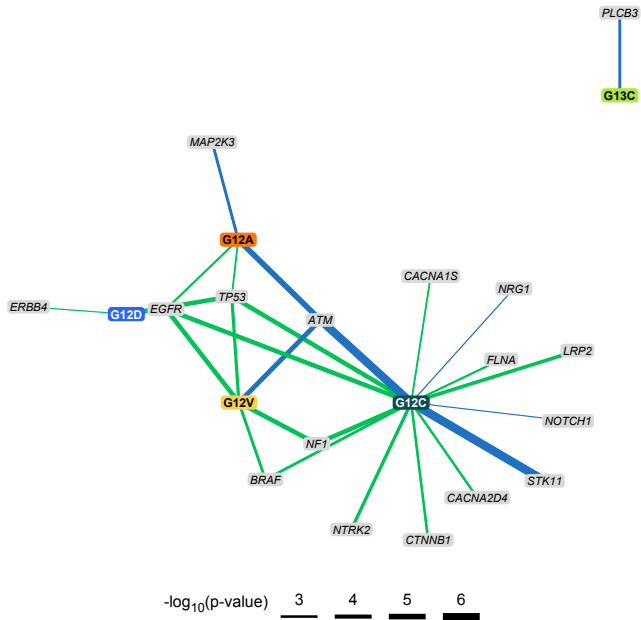 PLCB3
G13C
MAP2K3
G12A
CACNA1S
NRG1
ERBB4
G12D
EGFR
TP53
ATM
FLNA
LRP2
G12V
G12C
NF1
NOTCH1
BRAF
STK11
CACNA2D4
NTRK2
CTNNB1
-log10(p-value) 3 4 5 6